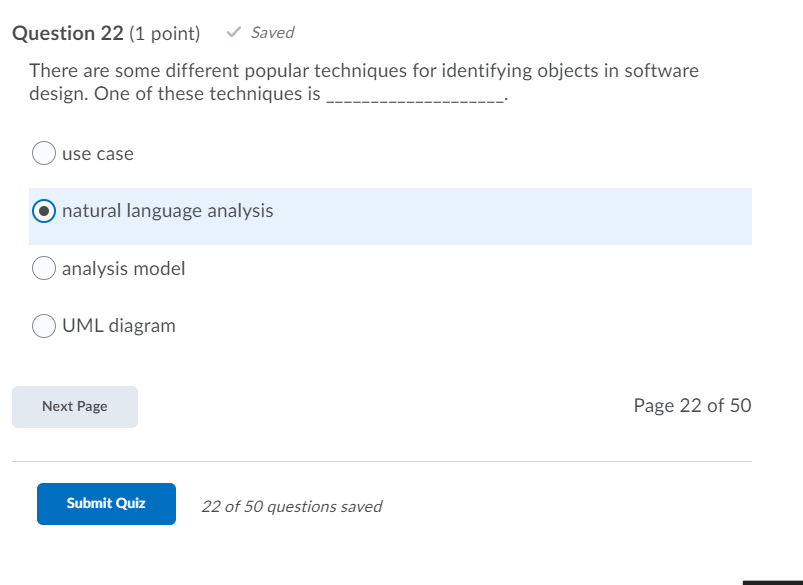 Question 22 (1 point) Saved
There are some different popular techniques for identifying objects in software
design. One of these techniques is ____________________.
use case
natural language analysis
analysis model
UML diagram
Next Page Page 22 of 50
Submit Quiz 22 of 50 questions saved